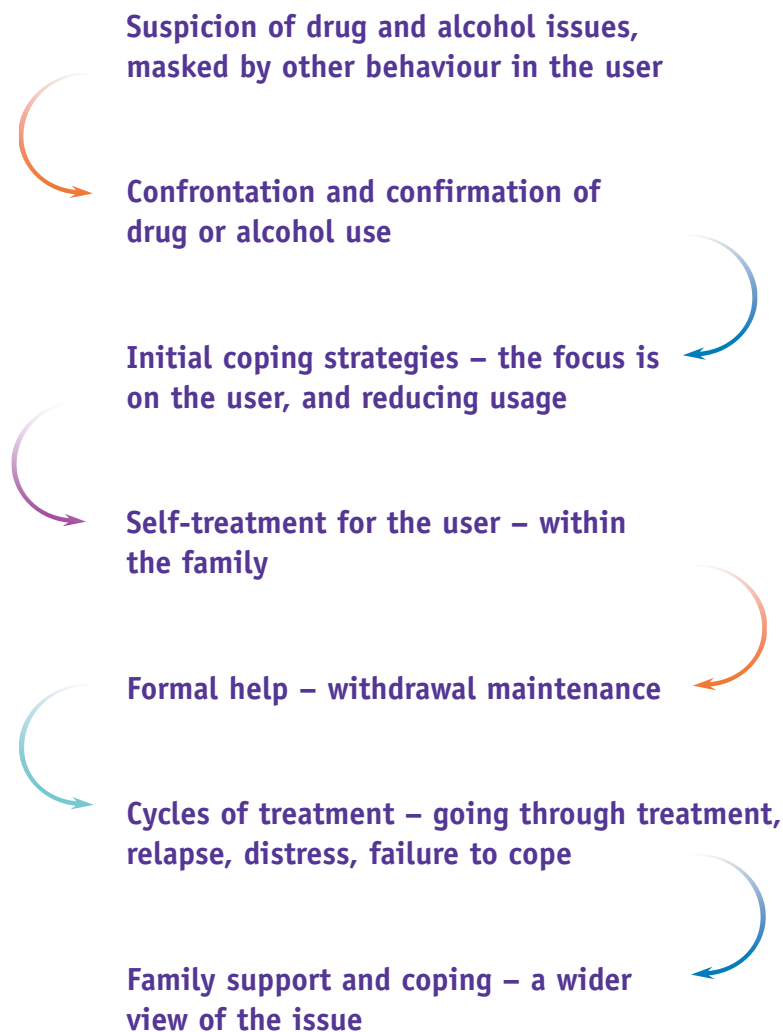 Suspicion of drug and alcohol issues,
masked by other behaviour in the user
Confrontation and confirmation of
drug or alcohol use
Initial coping strategies – the focus is
on the user, and reducing usage
Self-treatment for the user – within
the family
Formal help – withdrawal maintenance
Cycles of treatment – going through treatment,
relapse, distress, failure to cope
Family support and coping – a wider
view of the issue